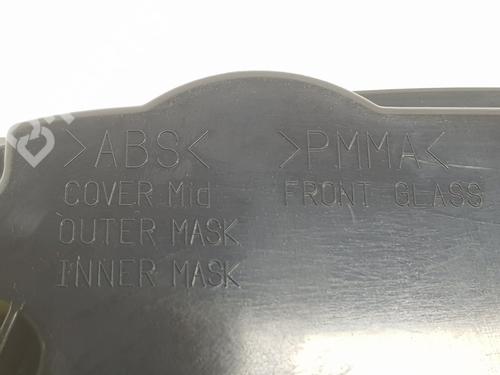 >ABS< >PMMA<
COVER Mid FRONT GLASS
OUTER MASK
INNER MASK